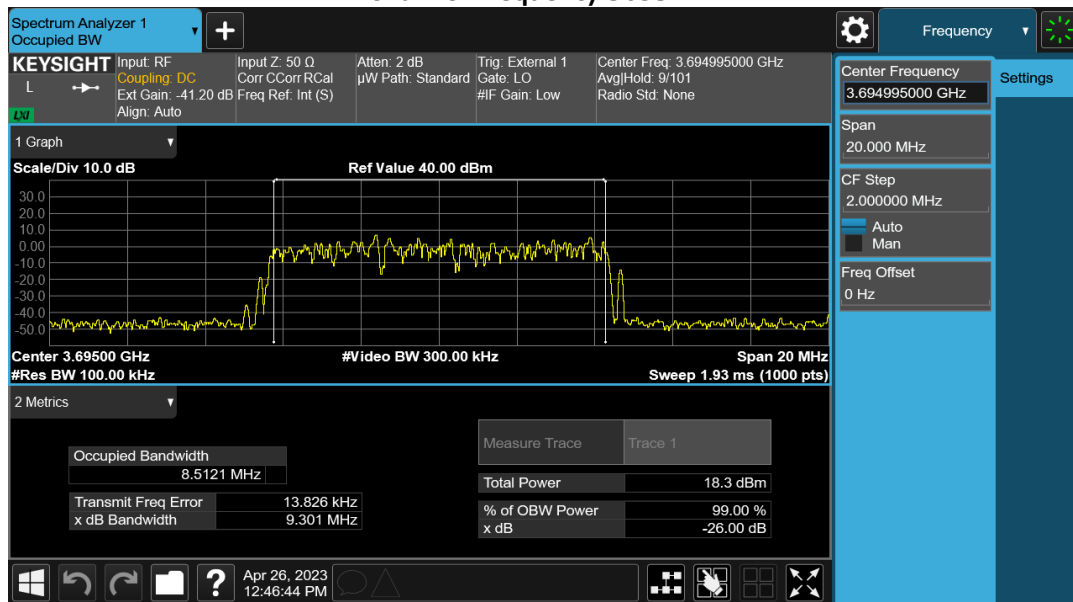 Spectrum Analyzer 1
Occupied BW
+
Frequency
KEYSIGHT
L
LXI
Input: RF
Coupling: DC
Ext Gain: -41.20 dB
Align: Auto
Input Z: 50 Ω
Corr CCorr RCal
Freq Ref: Int (S)
Atten: 2 dB
µW Path: Standard
Trig: External 1
Gate: LO
#IF Gain: Low
Center Freq: 3.694995000 GHz
Avg|Hold: 9/101
Radio Std: None
Center Frequency
3.694995000 GHz
Settings
Span
20.000 MHz
CF Step
2.000000 MHz
Auto
Man
Freq Offset
0 Hz
1 Graph
Scale/Div 10.0 dB
Ref Value 40.00 dBm
30.0
20.0
10.0
0.00
-10.0
-20.0
-30.0
-40.0
-50.0
Center 3.69500 GHz
#Video BW 300.00 kHz
Span 20 MHz
#Res BW 100.00 kHz
Sweep 1.93 ms (1000 pts)
2 Metrics
Occupied Bandwidth
8.5121 MHz
Transmit Freq Error 13.826 kHz
x dB Bandwidth 9.301 MHz
Measure Trace Trace 1
Total Power 18.3 dBm
% of OBW Power 99.00 %
x dB -26.00 dB
?
Apr 26, 2023
12:46:44 PM